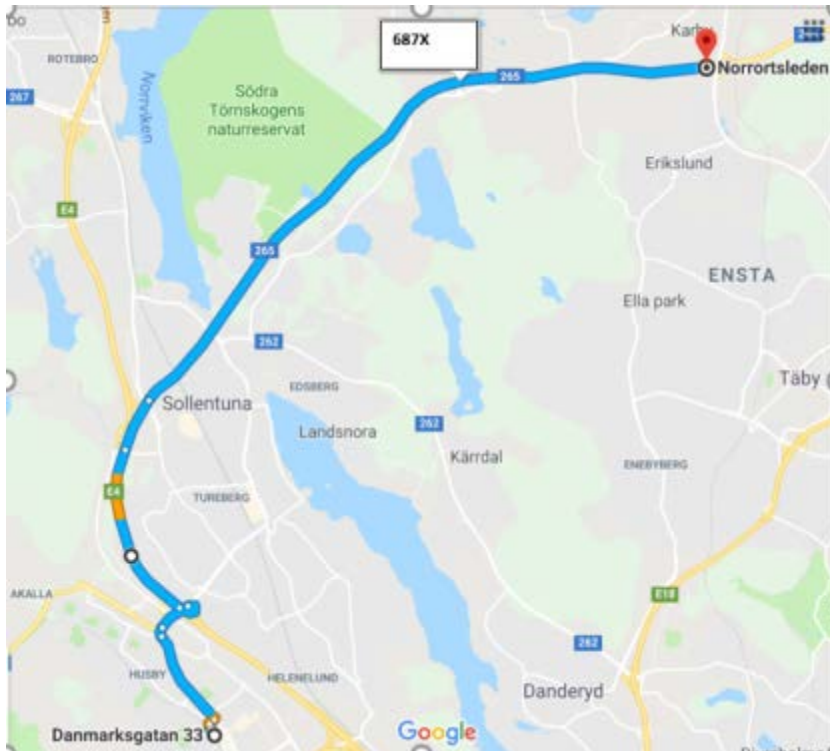 687X
Karby
Norrortsleden
ROTEBRO
267
Norrviken
Södra
Törnskogens
naturreservat
265
Erikslund
E4
265
ENSTA
Ella park
262
EDSBERG
Täby
Sollentuna
Landsnora
262
Kärrdal
ENEBYBERG
E4
TUREBERG
AKALLA
E18
HUSBY
HELENELUND
262
Danderyd
Danmarksgatan 33
Google